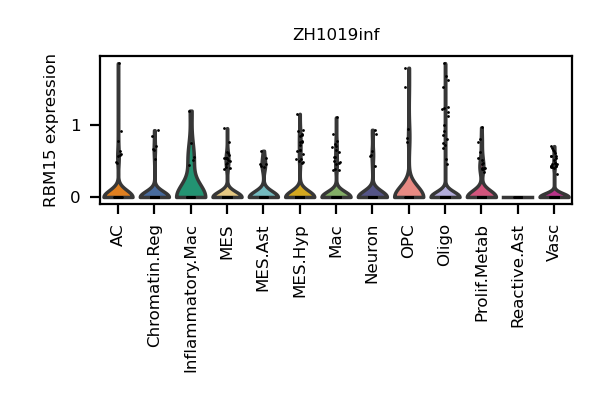 ZH1019inf
RBM15 expression
1
0
AC
Chromatin.Reg
Inflammatory.Mac
MES
MES.Ast
MES.Hyp
Mac
Neuron
OPC
Oligo
Prolif.Metab
Reactive.Ast
Vasc